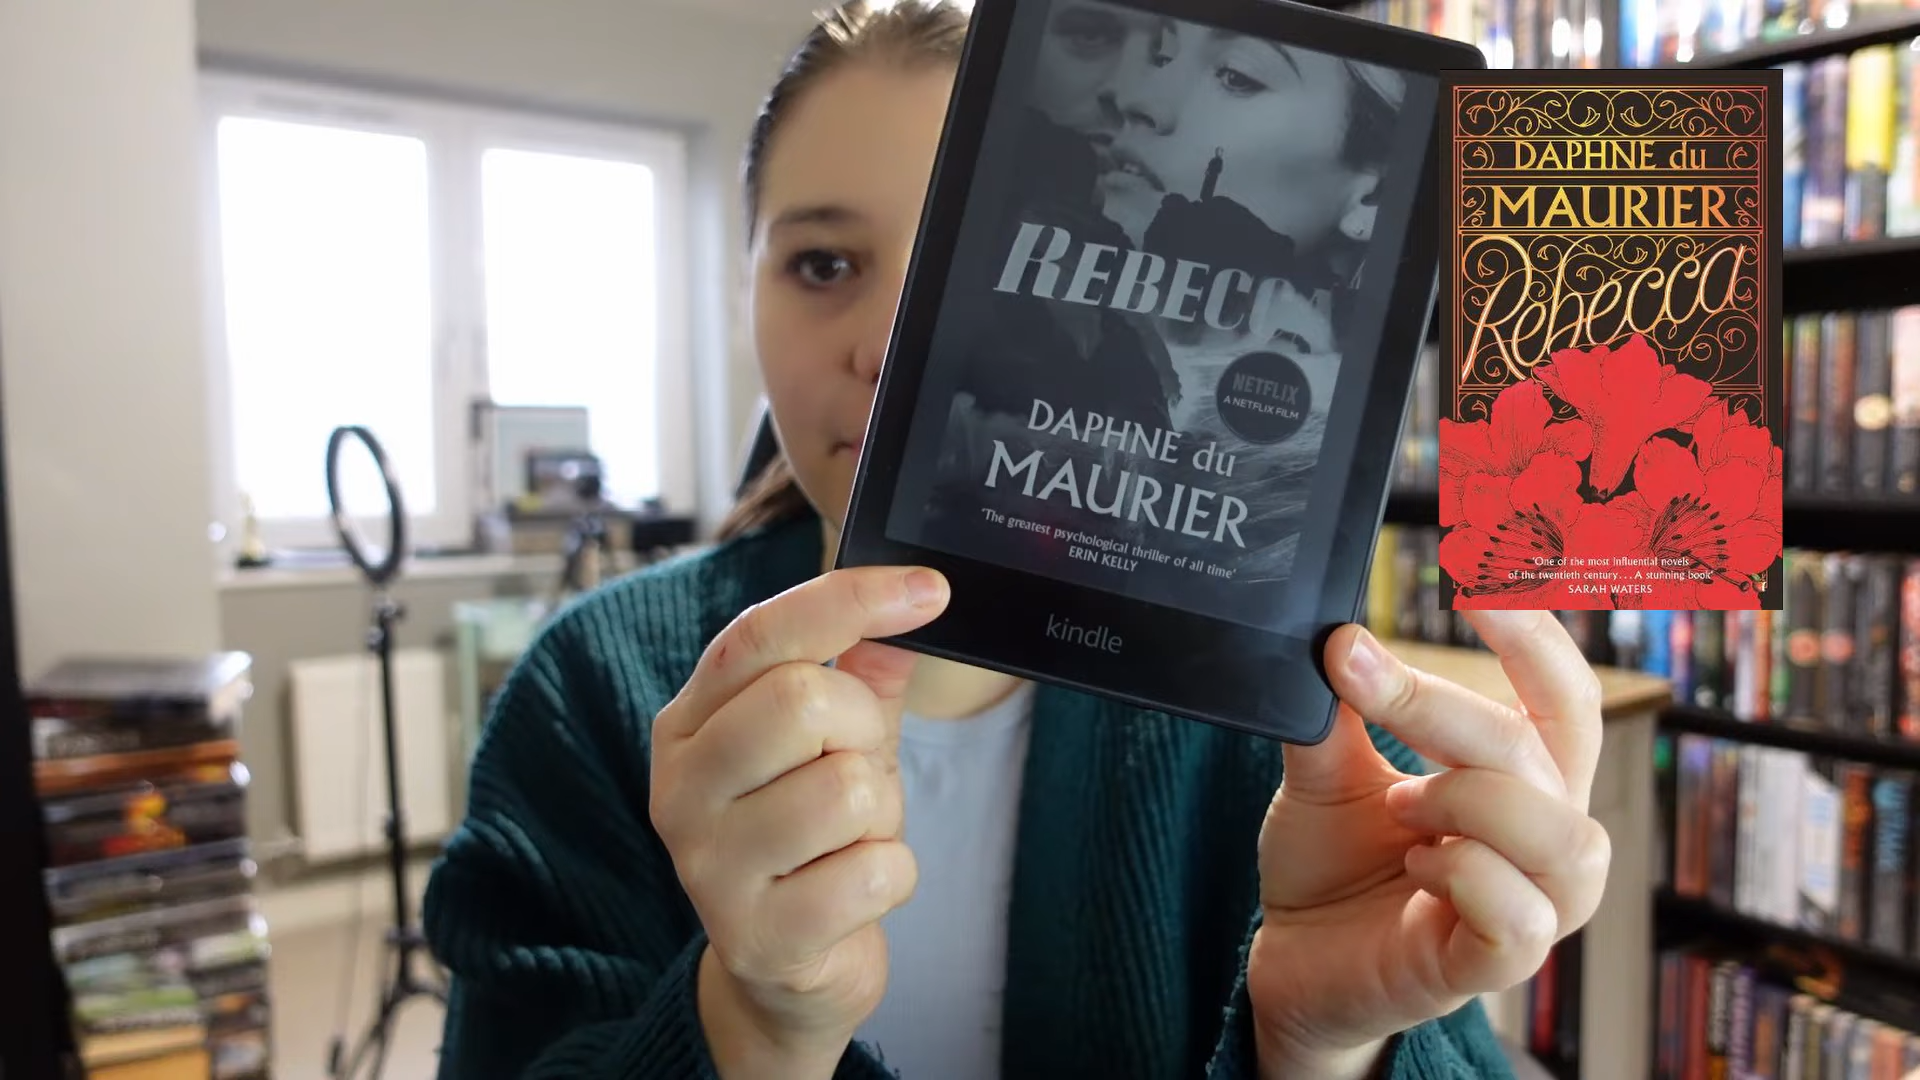 REBECCA
NETFLIX
A NETFLIX FILM
DAPHNE du
MAURIER
'The greatest psychological thriller of all time'
ERIN KELLY
kindle
DAPHNE du
MAURIER
Rebecca
'One of the most influential novels
of the twentieth century... A stunning book'
SARAH WATERS